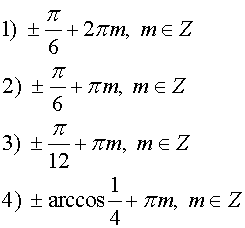 1) ± π/6 + 2πm, m ∈ Z
2) ± π/6 + πm, m ∈ Z
3) ± π/12 + πm, m ∈ Z
4) ± arccos 1/4 + πm, m ∈ Z